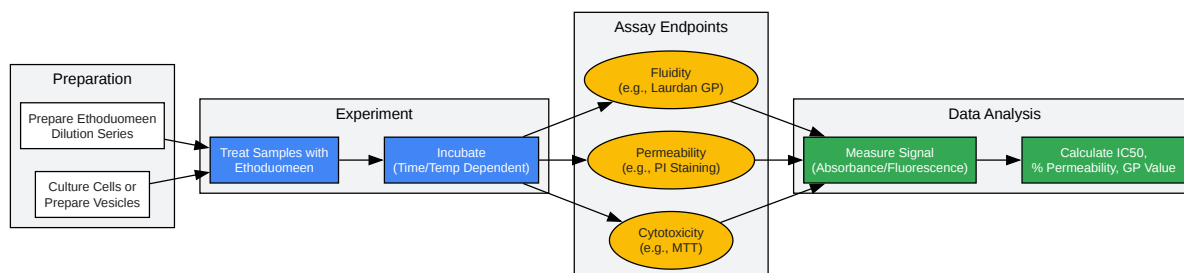 Preparation
Prepare Ethoduomeen
Dilution Series
Culture Cells or
Prepare Vesicles
Experiment
Treat Samples with
Ethoduomeen
Incubate
(Time/Temp Dependent)
Assay Endpoints
Fluidity
(e.g., Laurdan GP)
Permeability
(e.g., PI Staining)
Cytotoxicity
(e.g., MTT)
Data Analysis
Measure Signal
(Absorbance/Fluorescence)
Calculate IC50,
% Permeability, GP Value